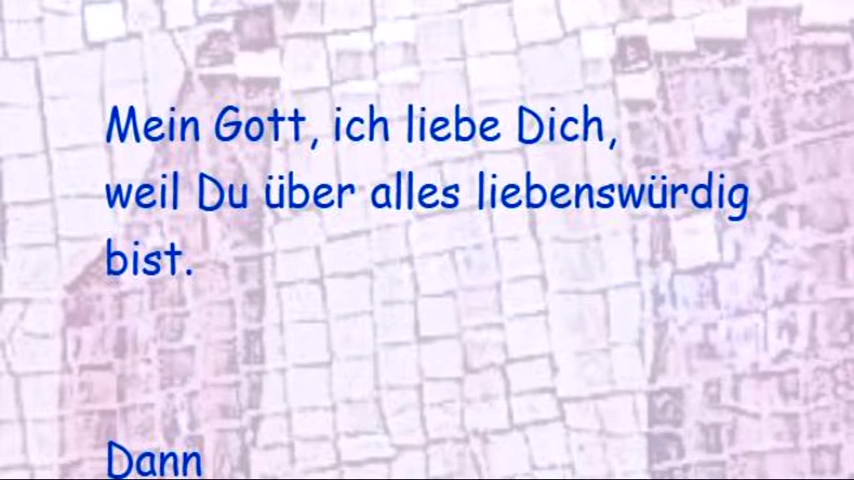 Mein Gott, ich liebe Dich,
weil Du über alles liebenswürdig
bist.
Dann